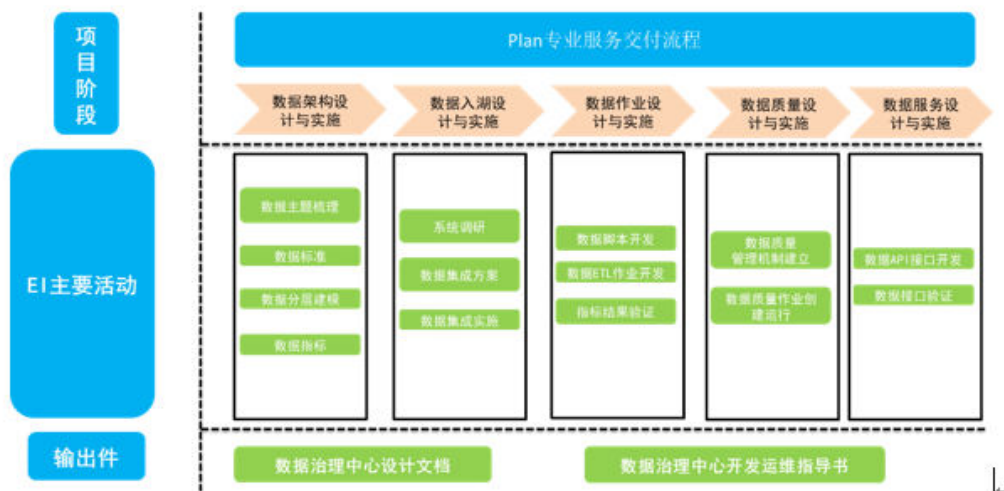 项
目
阶
段
Plan专业服务交付流程
数据架构设
计与实施
数据入湖设
计与实施
数据作业设
计与实施
数据质量设
计与实施
数据服务设
计与实施
EI主要活动
数据主题梳理
数据标准
数据分层建模
数据指标
系统调研
数据集成方案
数据集成实施
数据脚本开发
数据ETL作业开发
指标结果验证
数据质量
管理机制建立
数据质量作业创
建运行
数据API接口开发
数据接口验证
输出件
数据治理中心设计文档
数据治理中心开发运维指导书